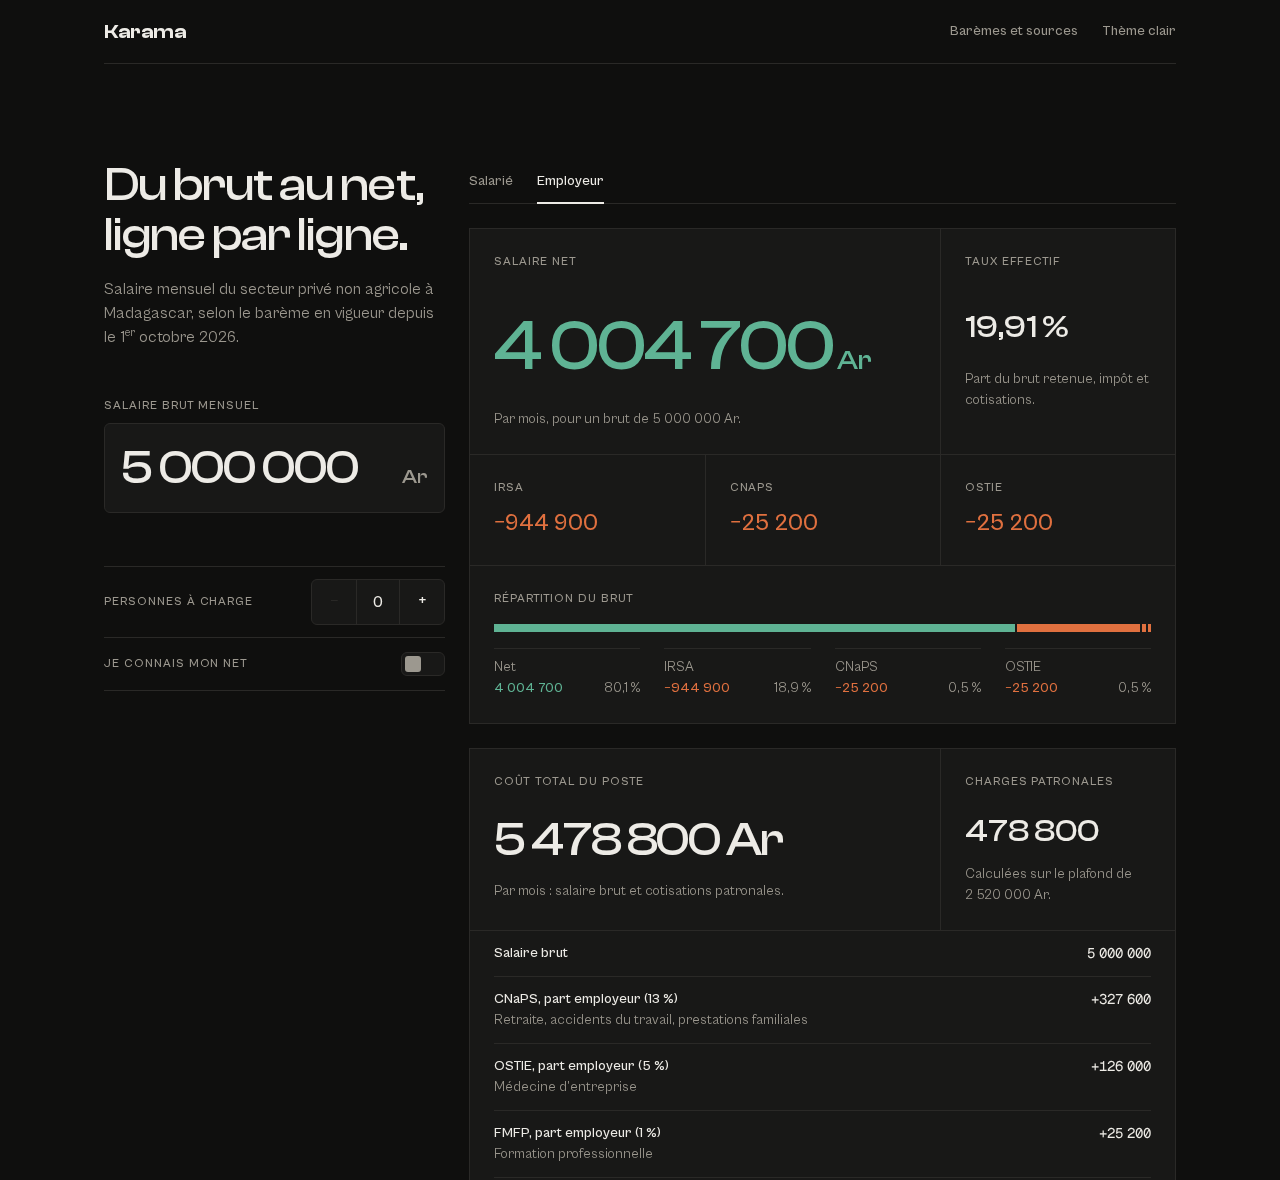 Karama
Barèmes et sources
Thème clair
Du brut au net,
ligne par ligne.
Salaire mensuel du secteur privé non agricole à
Madagascar, selon le barème en vigueur depuis
le 1er octobre 2026.
SALAIRE BRUT MENSUEL
5 000 000 Ar
PERSONNES À CHARGE
− 0 +
JE CONNAIS MON NET
Salarié
Employeur
SALAIRE NET
4 004 700 Ar
Par mois, pour un brut de 5 000 000 Ar.
TAUX EFFECTIF
19,91 %
Part du brut retenue, impôt et
cotisations.
IRSA
−944 900
CNAPS
−25 200
OSTIE
−25 200
RÉPARTITION DU BRUT
Net
4 004 700 80,1 %
IRSA
−944 900 18,9 %
CNaPS
−25 200 0,5 %
OSTIE
−25 200 0,5 %
COÛT TOTAL DU POSTE
5 478 800 Ar
Par mois : salaire brut et cotisations patronales.
CHARGES PATRONALES
478 800
Calculées sur le plafond de
2 520 000 Ar.
Salaire brut 5 000 000
CNaPS, part employeur (13 %) +327 600
Retraite, accidents du travail, prestations familiales
OSTIE, part employeur (5 %) +126 000
Médecine d'entreprise
FMFP, part employeur (1 %) +25 200
Formation professionnelle